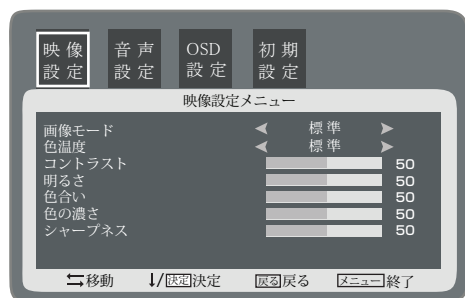 映像設定 音声設定 OSD設定 初期設定
映像設定メニュー
画像モード 標準
色温度 標準
コントラスト 50
明るさ 50
色合い 50
色の濃さ 50
シャープネス 50
移動 /決定決定 戻る戻る メニュー終了